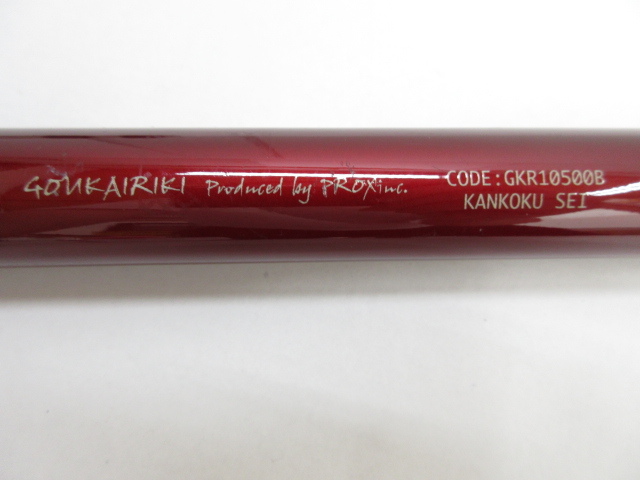 GOUKAIRIKI Produced by PROX inc.
CODE:GKR10500B
KANKOKU SEI